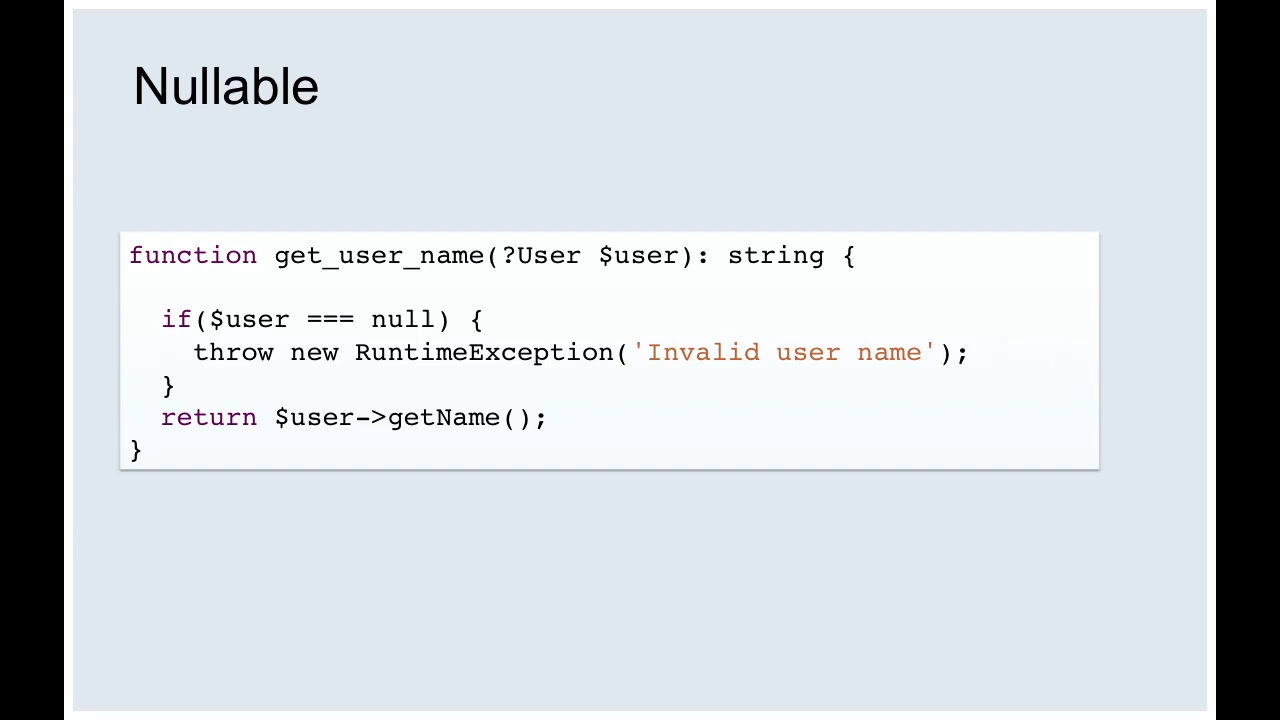 Nullable
function get_user_name(?User $user): string {
if($user === null) {
throw new RuntimeException('Invalid user name');
}
return $user->getName();
}